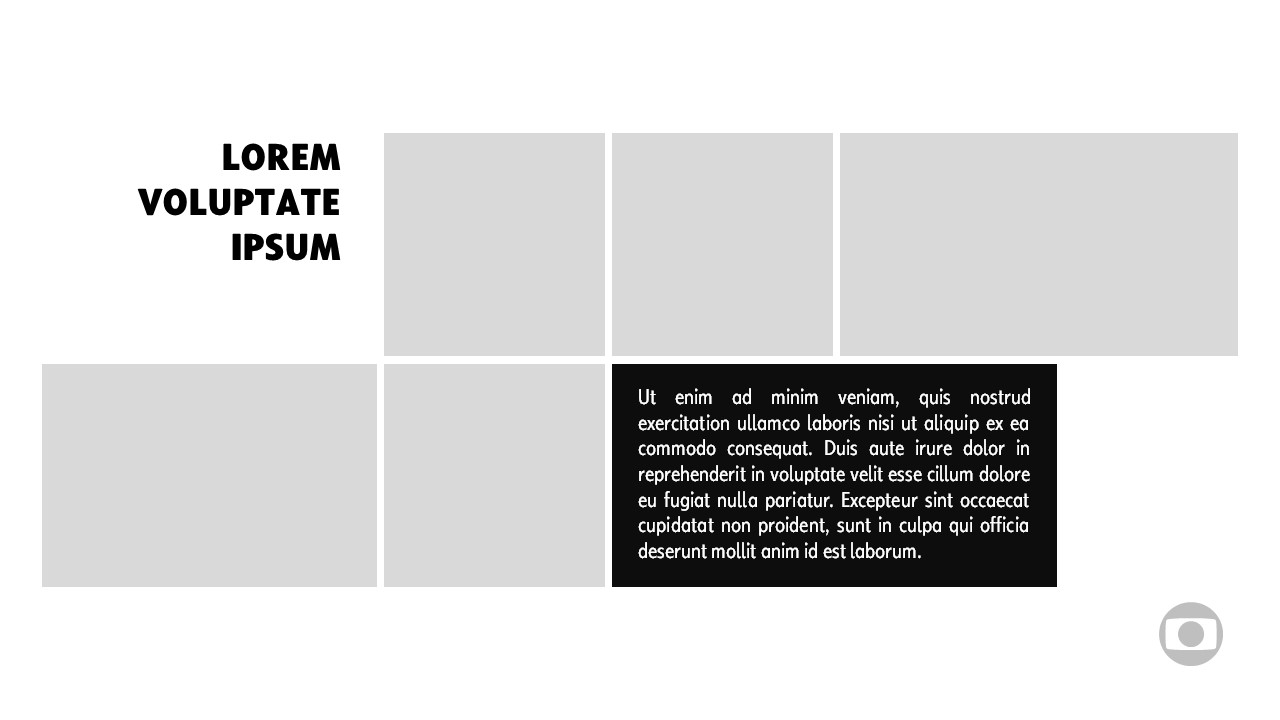 LOREM
VOLUPTATE
IPSUM
Ut enim ad minim veniam, quis nostrud
exercitation ullamco laboris nisi ut aliquip ex ea
commodo consequat. Duis aute irure dolor in
reprehenderit in voluptate velit esse cillum dolore
eu fugiat nulla pariatur. Excepteur sint occaecat
cupidatat non proident, sunt in culpa qui officia
deserunt mollit anim id est laborum.